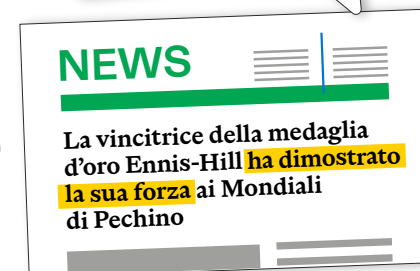 NEWS
La vincitrice della medaglia
d’oro Ennis-Hill ha dimostrato
la sua forza ai Mondiali
di Pechino